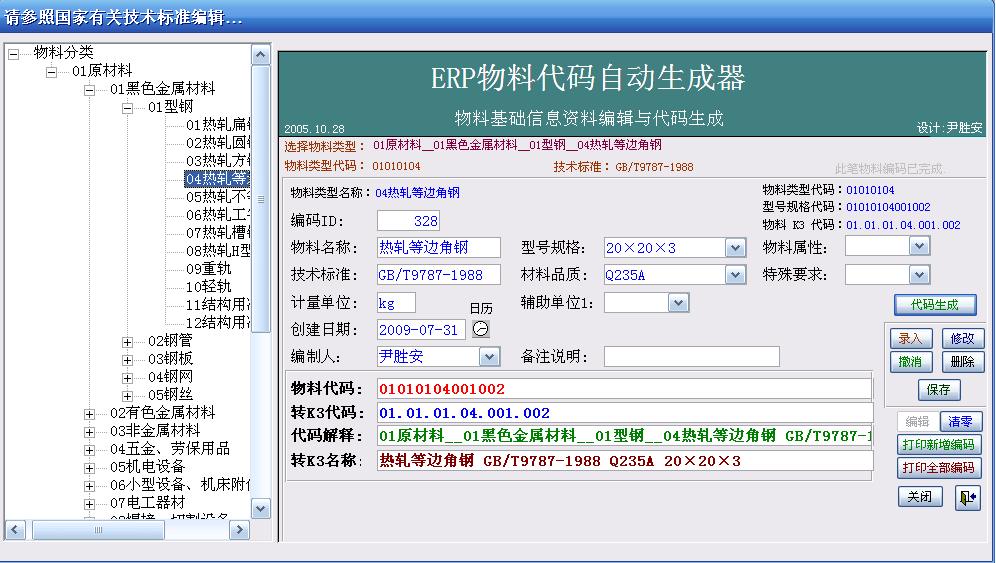 请参照国家有关技术标准编辑...
物料分类
01原材料
01黑色金属材料
01型钢
01热轧扁
02热轧圆
03热轧方
04热轧等
05热轧不
06热轧工
07热轧槽
08热轧H型
09重轨
10轻轨
11结构用
12结构用
02钢管
03钢板
04钢网
05钢丝
02有色金属材料
03非金属材料
04五金、劳保用品
05机电设备
06小型设备、机床附
07电工器材
ERP物料代码自动生成器
物料基础信息资料编辑与代码生成
2005.10.28
设计:尹胜安
选择物料类型： 01原材料__01黑色金属材料__01型钢__04热轧等边角钢
物料类型代码： 01010104 技术标准：GB/T9787-1988 此笔物料编码已完成.
物料类型名称：04热轧等边角钢 物料类型代码：01010104
型号规格代码：01010104001002
物料 K3 代码：01.01.01.04.001.002
编码ID: 328
物料名称: 热轧等边角钢 型号规格: 20×20×3 物料属性:
技术标准: GB/T9787-1988 材料品质: Q235A 特殊要求:
计量单位: kg 日历 辅助单位1: 代码生成
创建日期: 2009-07-31
编制人: 尹胜安 备注说明:
录入 修改
撤消 删除
保存
编辑 清零
打印新增编码
打印全部编码
关闭
物料代码: 01010104001002
转K3代码: 01.01.01.04.001.002
代码解释: 01原材料__01黑色金属材料__01型钢__04热轧等边角钢 GB/T9787-1
转K3名称: 热轧等边角钢 GB/T9787-1988 Q235A 20×20×3